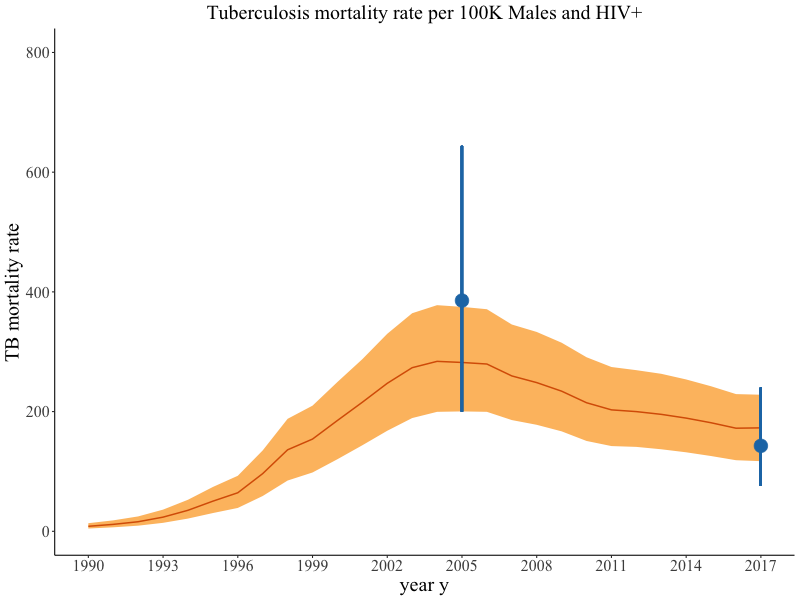 Tuberculosis mortality rate per 100K Males and HIV+
TB mortality rate
800
600
400
200
0
1990 1993 1996 1999 2002 2005 2008 2011 2014 2017
year y